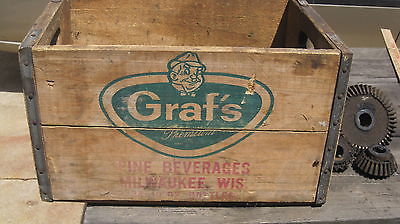 Graf's
Premium
FINE BEVERAGES
MILWAUKEE, WIS